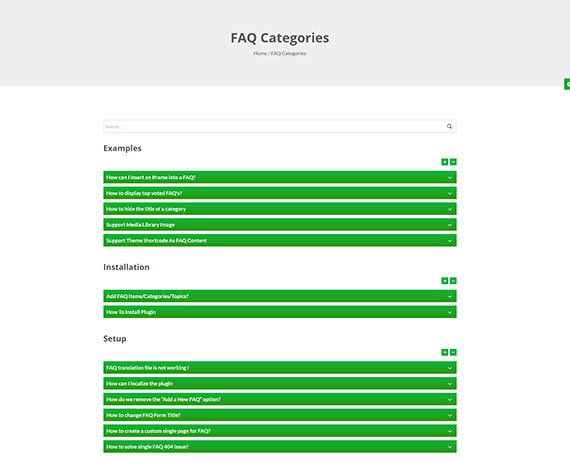 FAQ Categories
Home / FAQ Categories
Search...
Examples
How can I insert an iframe into a FAQ?
How to display top voted FAQ's?
How to hide the title of a category
Support Media Library Image
Support Theme Shortcode As FAQ Content
Installation
Add FAQ Items/Categories/Topics?
How To Install Plugin
Setup
FAQ translation file is not working !
How can I localize the plugin
How do we remove the "Add a New FAQ" option?
How to change FAQ Form Title?
How to create a custom single page for FAQ?
How to solve single FAQ 404 issue?